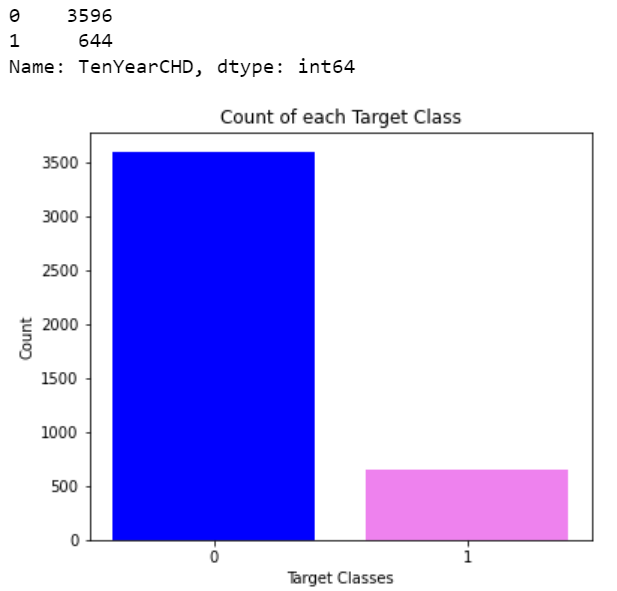 0    3596
1     644
Name: TenYearCHD, dtype: int64
Count of each Target Class
3500
3000
2500
2000
1500
1000
500
0
Count
0 1
Target Classes